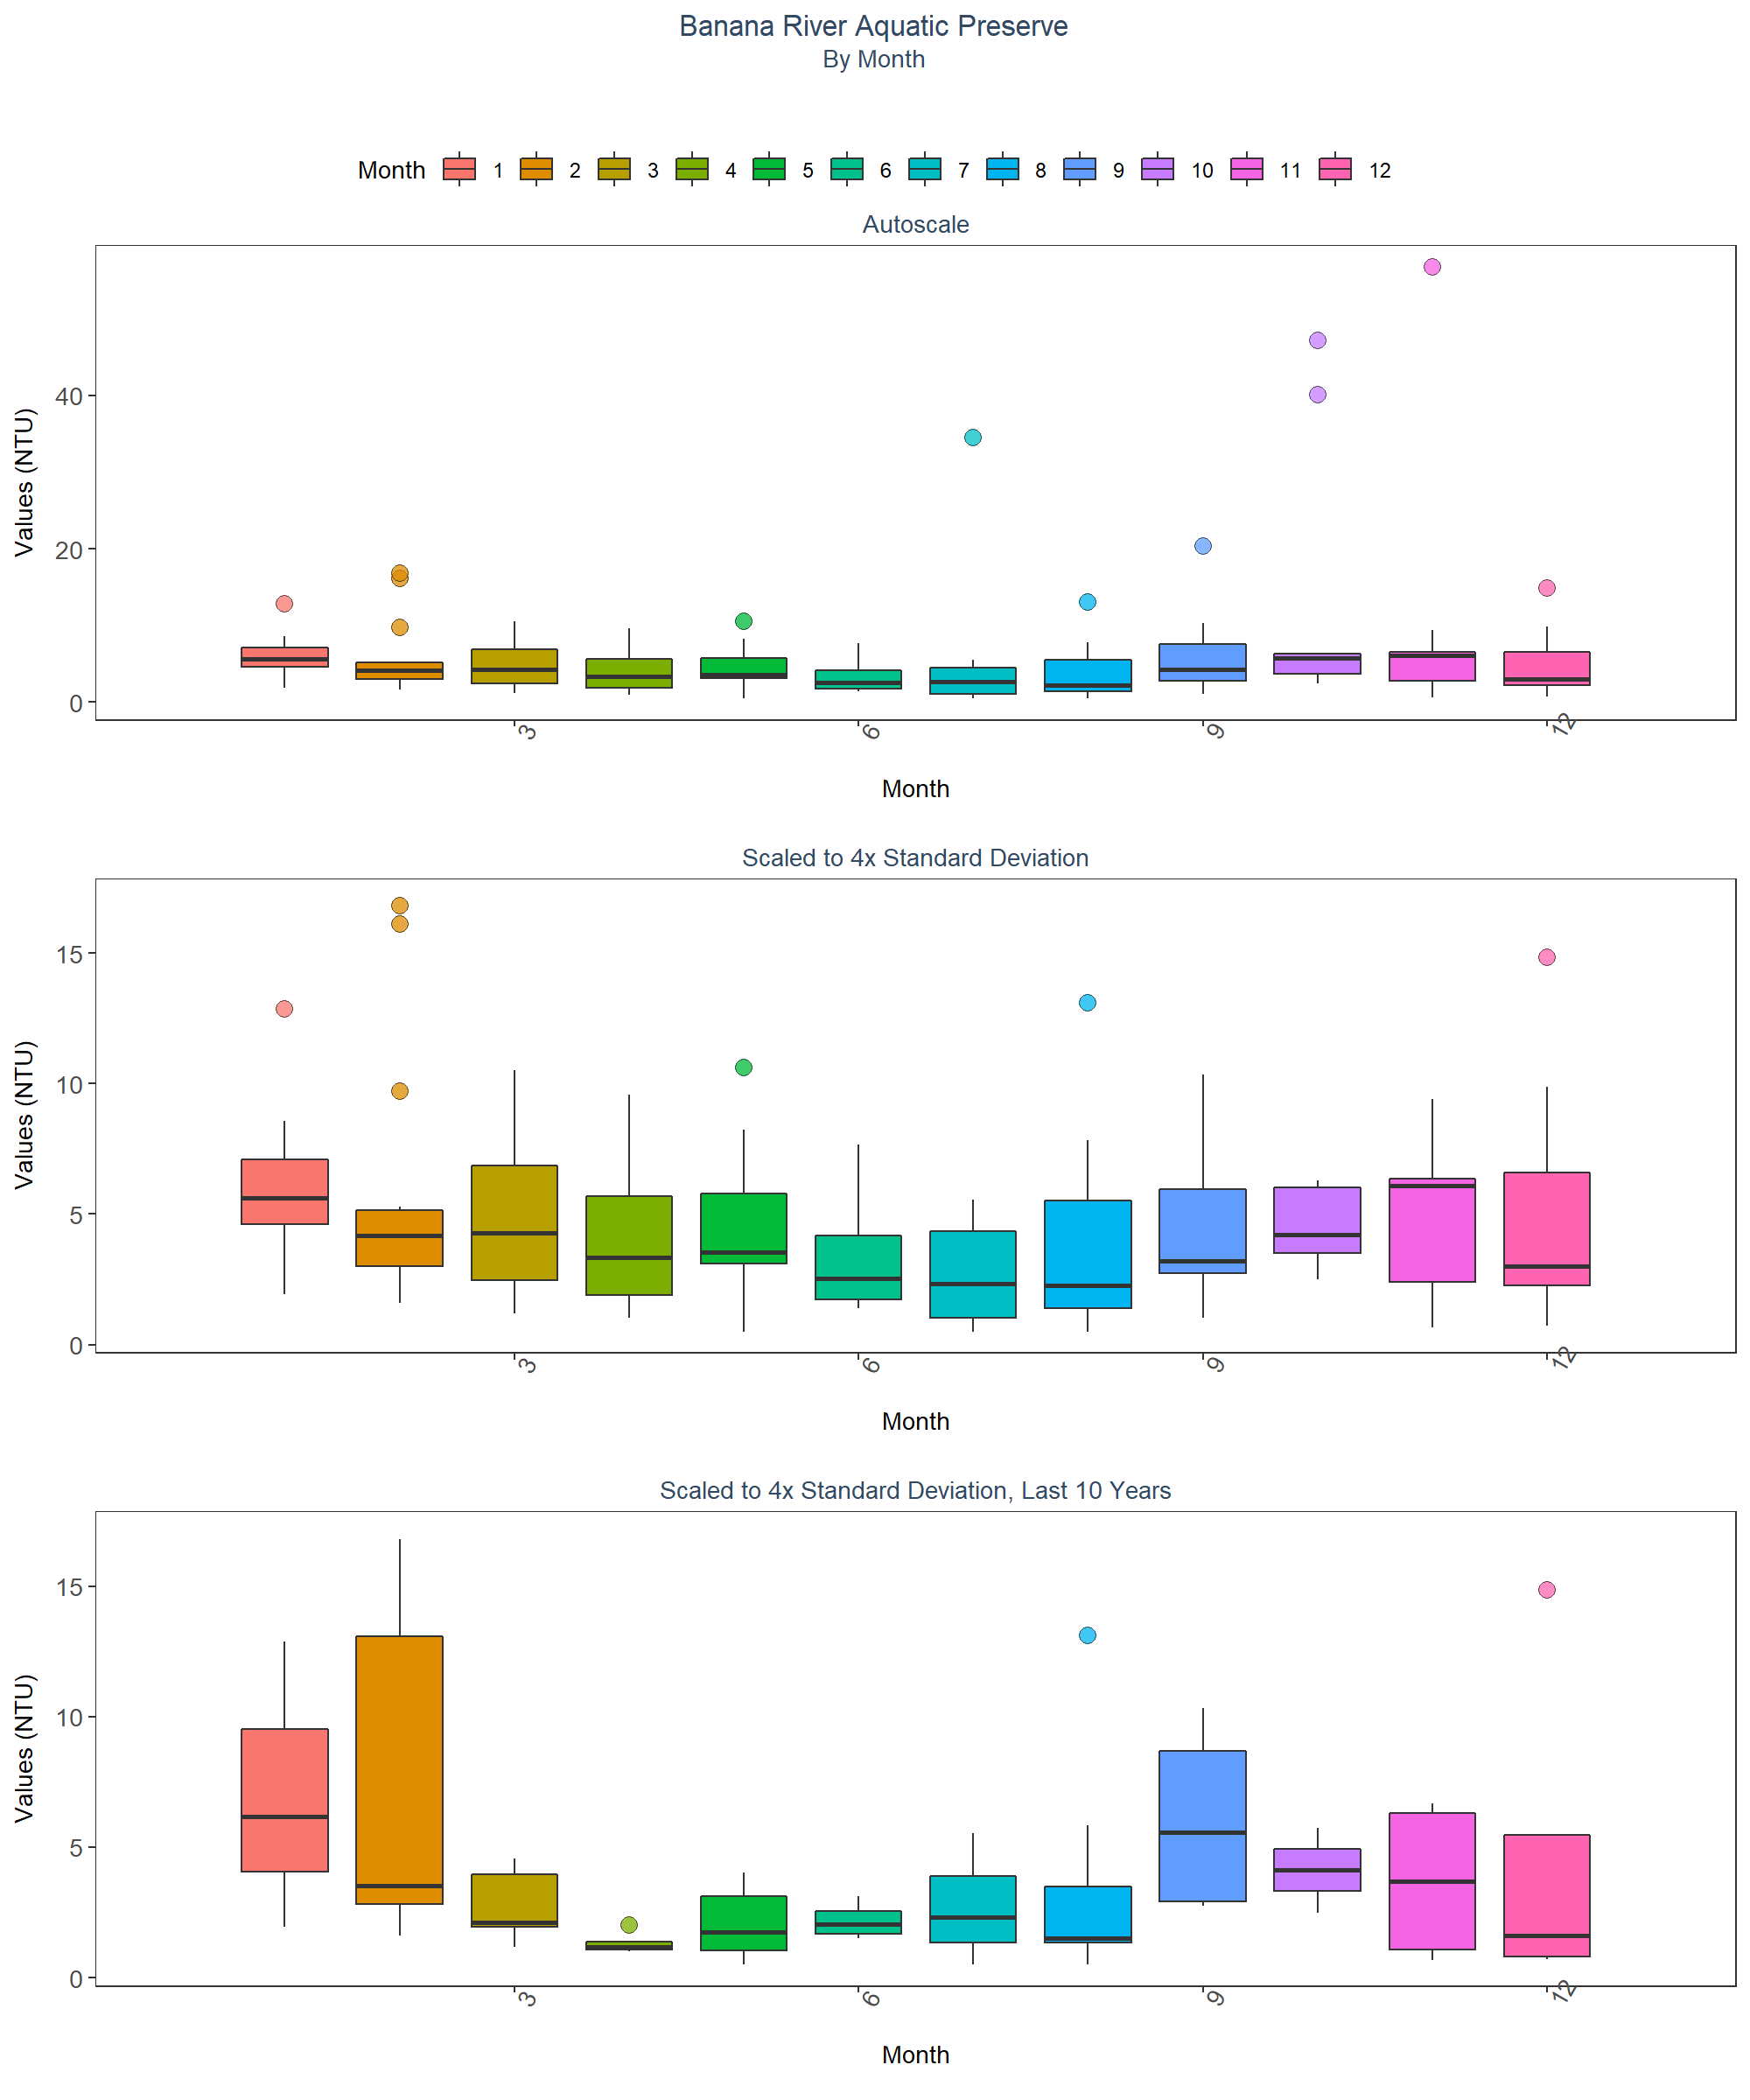 Banana River Aquatic Preserve
By Month
Month 1 2 3 4 5 6 7 8 9 10 11 12
Autoscale
Values (NTU)
40
20
0
3 6 9 12
Month
Scaled to 4x Standard Deviation
Values (NTU)
15
10
5
0
3 6 9 12
Month
Scaled to 4x Standard Deviation, Last 10 Years
Values (NTU)
15
10
5
0
3 6 9 12
Month